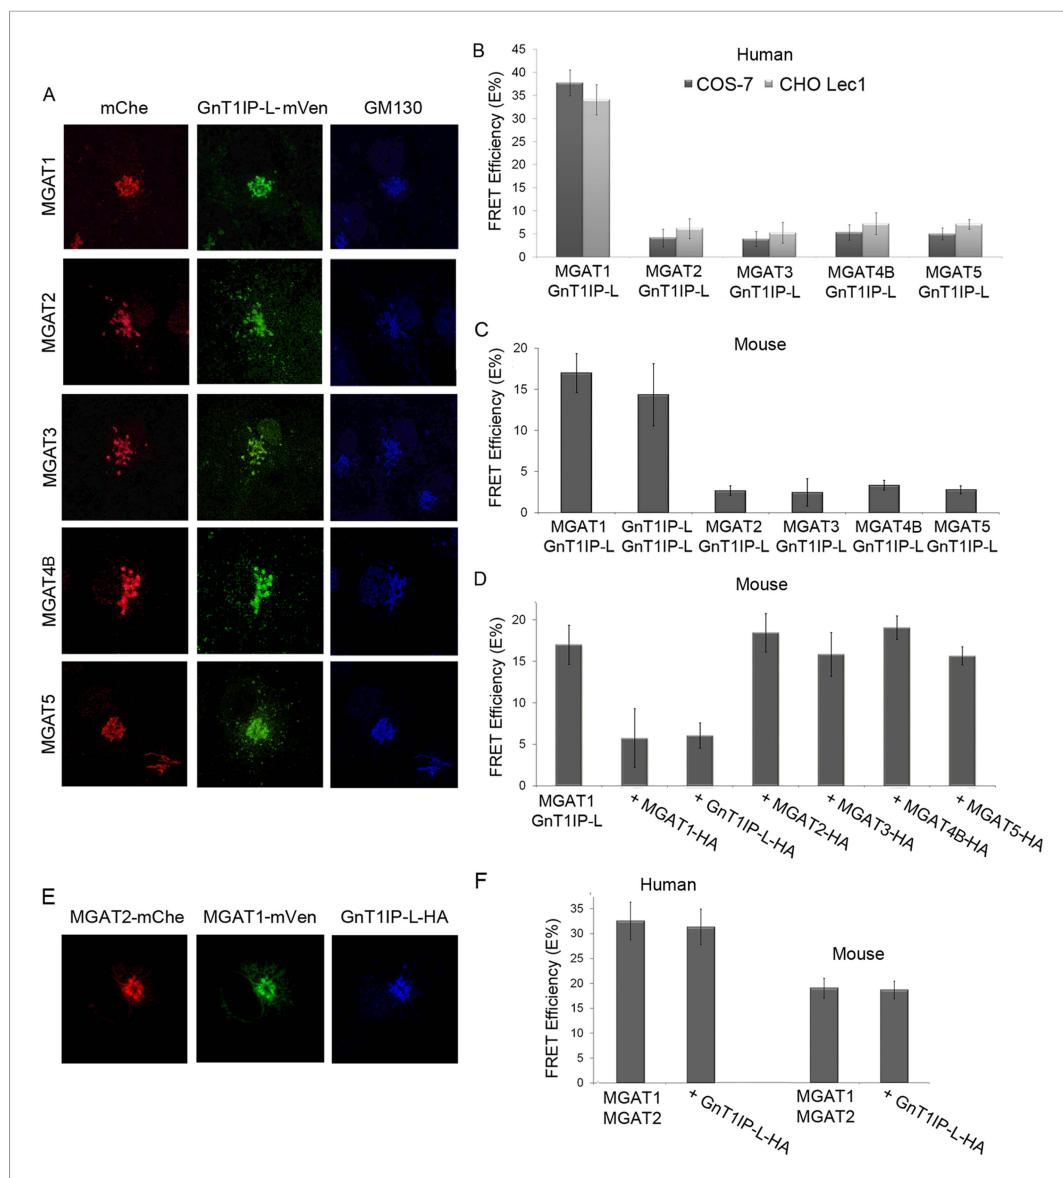 A
mChe
GnT1IP-L-mVen
GM130
MGAT1
MGAT2
MGAT3
MGAT4B
MGAT5
B
Human
COS-7
CHO Lec1
FRET Efficiency (E%)
45
40
35
30
25
20
15
10
5
0
MGAT1 MGAT2 MGAT3 MGAT4B MGAT5
GnT1IP-L GnT1IP-L GnT1IP-L GnT1IP-L GnT1IP-L
C
Mouse
FRET Efficiency (E%)
20
15
10
5
0
MGAT1 GnT1IP-L MGAT2 MGAT3 MGAT4B MGAT5
GnT1IP-L GnT1IP-L GnT1IP-L GnT1IP-L GnT1IP-L GnT1IP-L
D
Mouse
FRET Efficiency (E%)
20
15
10
5
0
MGAT1
GnT1IP-L
+ MGAT1-HA
+ GnT1IP-L-HA
+ MGAT2-HA
+ MGAT3-HA
+ MGAT4B-HA
+ MGAT5-HA
E
MGAT2-mChe
MGAT1-mVen
GnT1IP-L-HA
F
Human
Mouse
FRET Efficiency (E%)
35
30
25
20
15
10
5
0
MGAT1
MGAT2
+ GnT1IP-L-HA
MGAT1
MGAT2
+ GnT1IP-L-HA